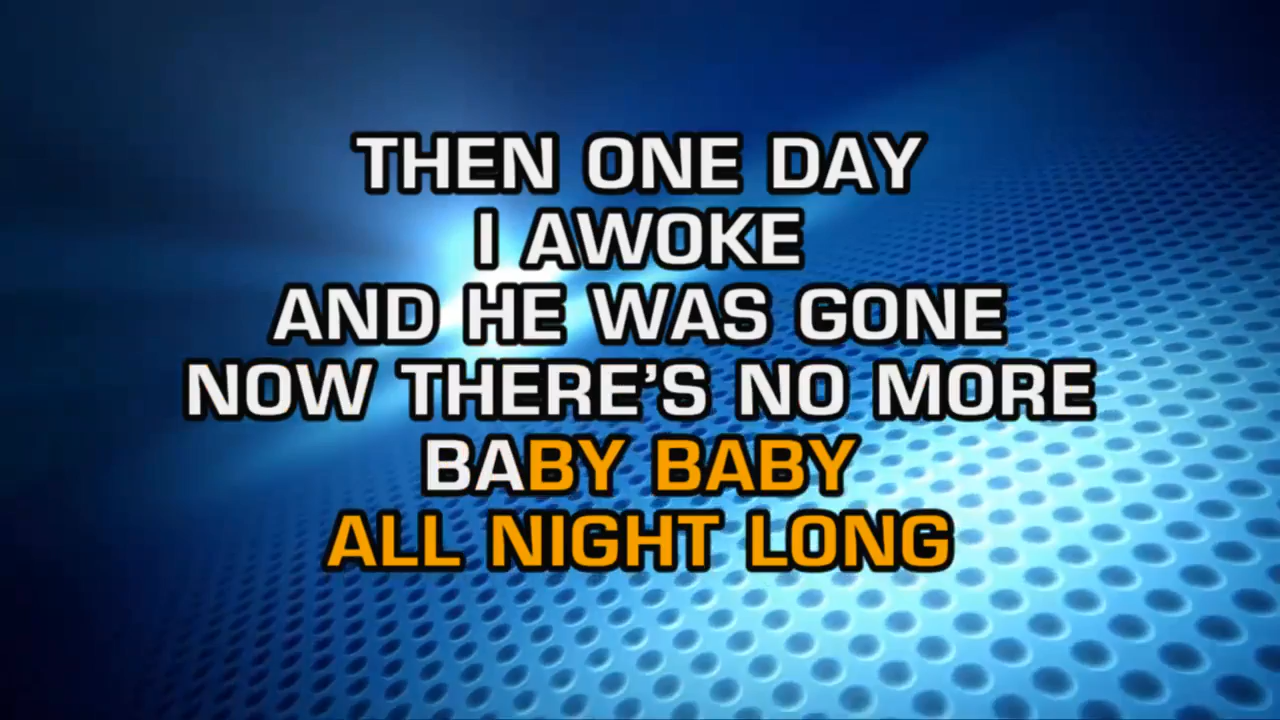 THEN ONE DAY
I AWOKE
AND HE WAS GONE
NOW THERE’S NO MORE
BABY BABY
ALL NIGHT LONG